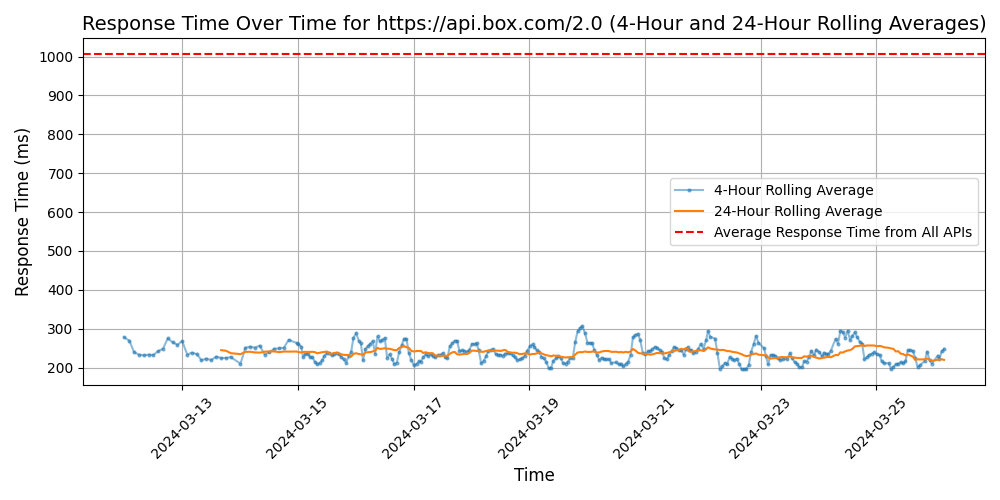 Response Time Over Time for https://api.box.com/2.0 (4-Hour and 24-Hour Rolling Averages)
Response Time (ms)
1000
900
800
700
600
500
400
300
200
4-Hour Rolling Average
24-Hour Rolling Average
Average Response Time from All APIs
2024-03-13
2024-03-15
2024-03-17
2024-03-19
2024-03-21
2024-03-23
2024-03-25
Time